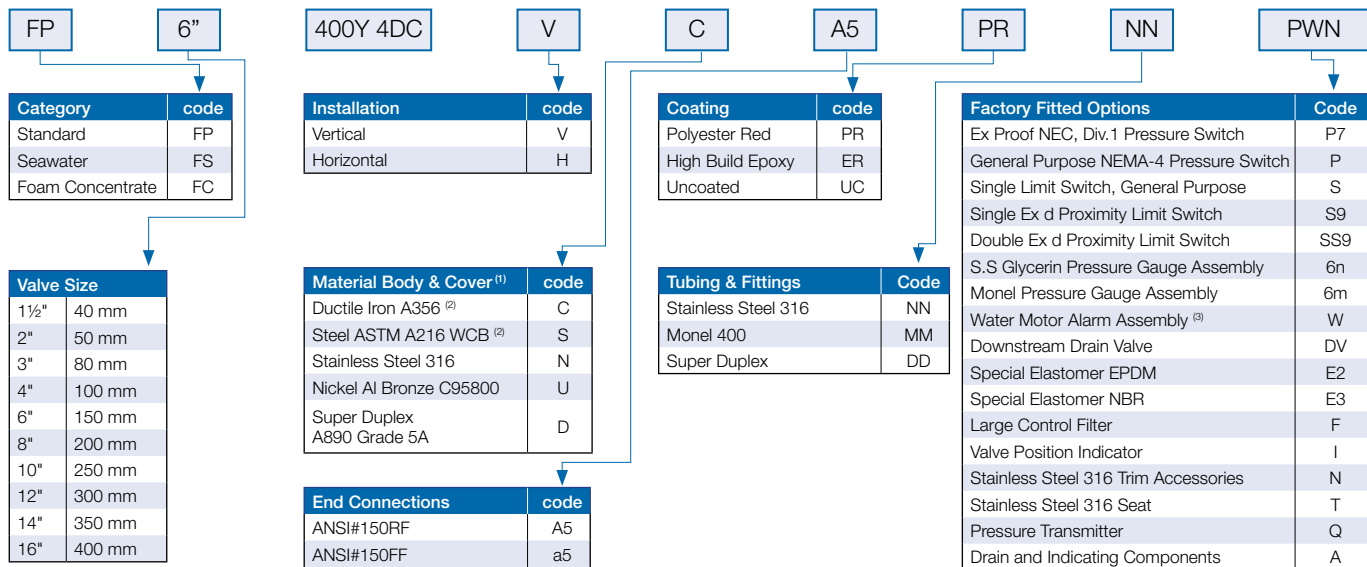 FP 6” 400Y 4DC V C A5 PR NN PWN
Category code
Standard FP
Seawater FS
Foam Concentrate FC
Valve Size
1½" 40 mm
2" 50 mm
3" 80 mm
4" 100 mm
6" 150 mm
8" 200 mm
10" 250 mm
12" 300 mm
14" 350 mm
16" 400 mm
Installation code
Vertical V
Horizontal H
Material Body & Cover (1) code
Ductile Iron A356 (2) C
Steel ASTM A216 WCB (2) S
Stainless Steel 316 N
Nickel Al Bronze C95800 U
Super Duplex
A890 Grade 5A D
End Connections code
ANSI#150RF A5
ANSI#150FF a5
Coating code
Polyester Red PR
High Build Epoxy ER
Uncoated UC
Tubing & Fittings Code
Stainless Steel 316 NN
Monel 400 MM
Super Duplex DD
Factory Fitted Options Code
Ex Proof NEC, Div.1 Pressure Switch P7
General Purpose NEMA-4 Pressure Switch P
Single Limit Switch, General Purpose S
Single Ex d Proximity Limit Switch S9
Double Ex d Proximity Limit Switch SS9
S.S Glycerin Pressure Gauge Assembly 6n
Monel Pressure Gauge Assembly 6m
Water Motor Alarm Assembly (3) W
Downstream Drain Valve DV
Special Elastomer EPDM E2
Special Elastomer NBR E3
Large Control Filter F
Valve Position Indicator I
Stainless Steel 316 Trim Accessories N
Stainless Steel 316 Seat T
Pressure Transmitter Q
Drain and Indicating Components A